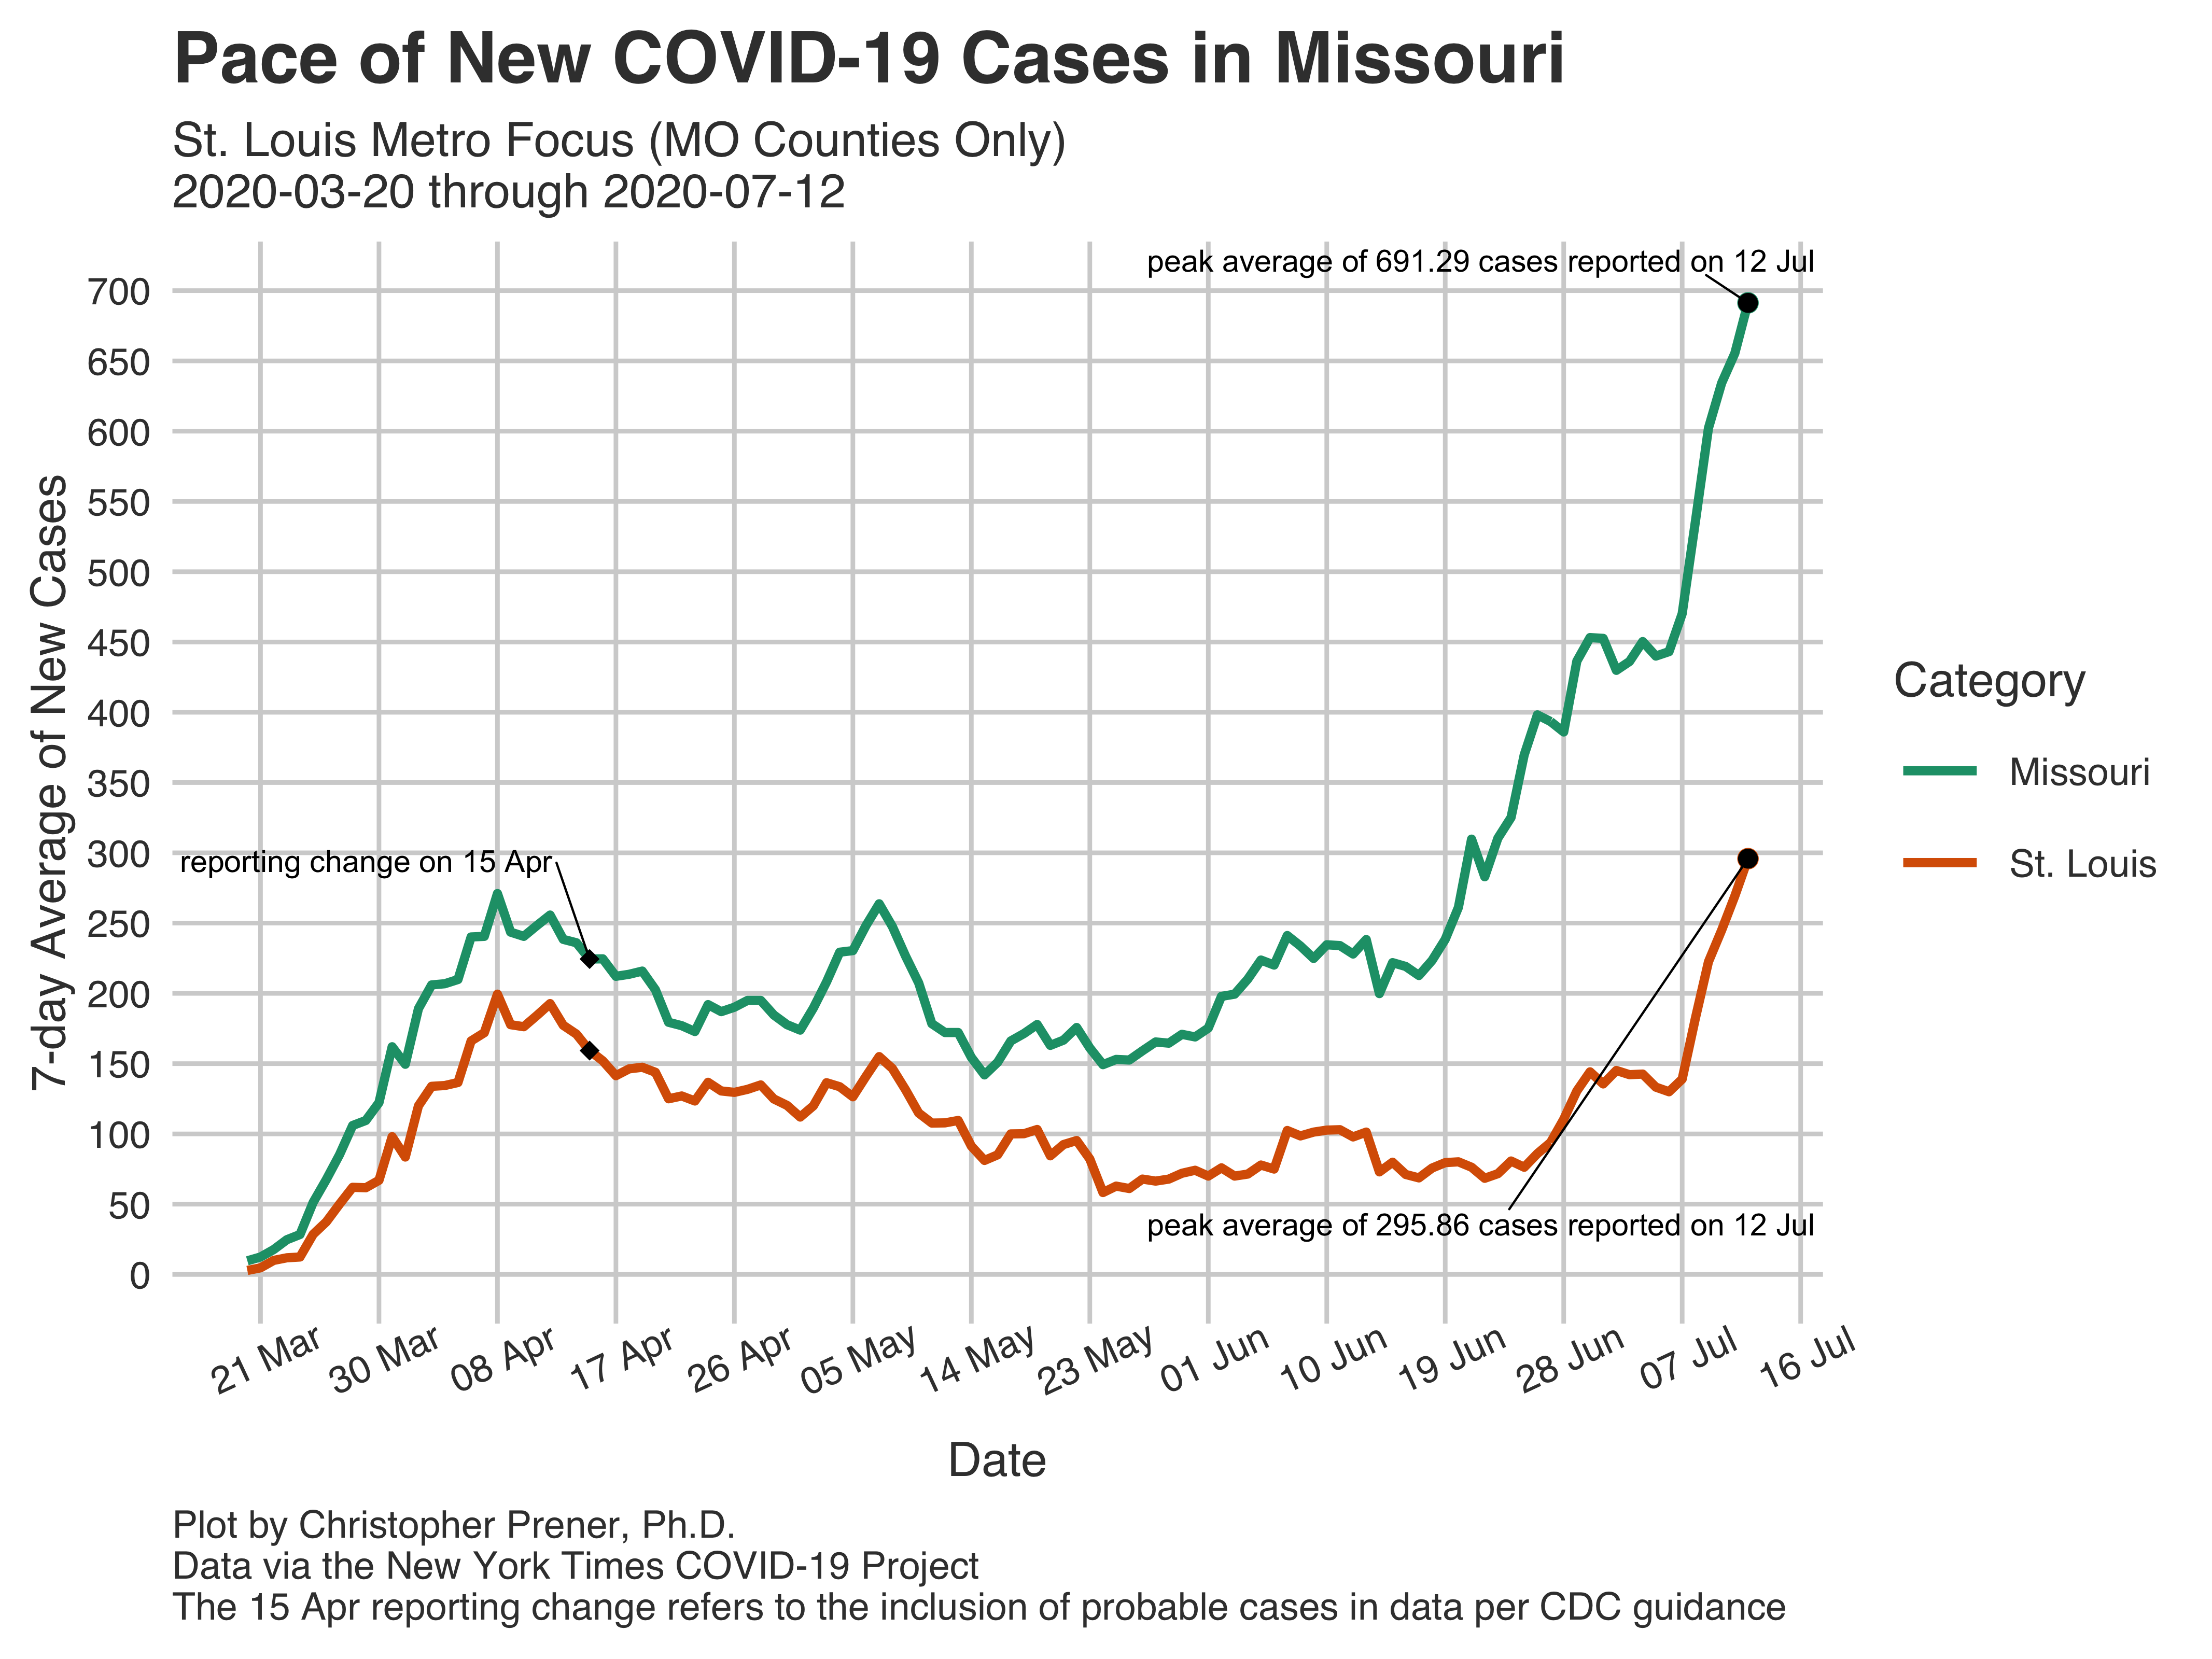 Pace of New COVID-19 Cases in Missouri
St. Louis Metro Focus (MO Counties Only)
2020-03-20 through 2020-07-12
peak average of 691.29 cases reported on 12 Jul
700
650
600
550
500
450
400
350
300
250
200
150
100
50
0
7-day Average of New Cases
reporting change on 15 Apr
peak average of 295.86 cases reported on 12 Jul
Category
Missouri
St. Louis
21 Mar
30 Mar
08 Apr
17 Apr
26 Apr
05 May
14 May
23 May
01 Jun
10 Jun
19 Jun
28 Jun
07 Jul
16 Jul
Date
Plot by Christopher Prener, Ph.D.
Data via the New York Times COVID-19 Project
The 15 Apr reporting change refers to the inclusion of probable cases in data per CDC guidance